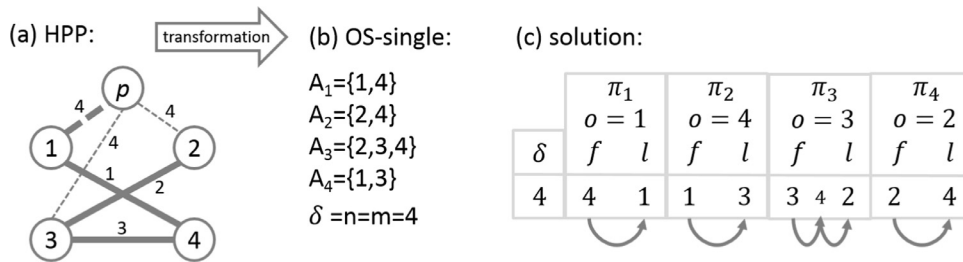 (a) HPP:
transformation
(b) OS-single:
(c) solution:
p
4
4
4
1
2
1
2
3
3
4
A₁={1,4}
A₂={2,4}
A₃={2,3,4}
A₄={1,3}
δ =n=m=4
π₁ π₂ π₃ π₄
o = 1 o = 4 o = 3 o = 2
δ f l f l f l f l
4 4 1 1 3 3 4 2 2 4